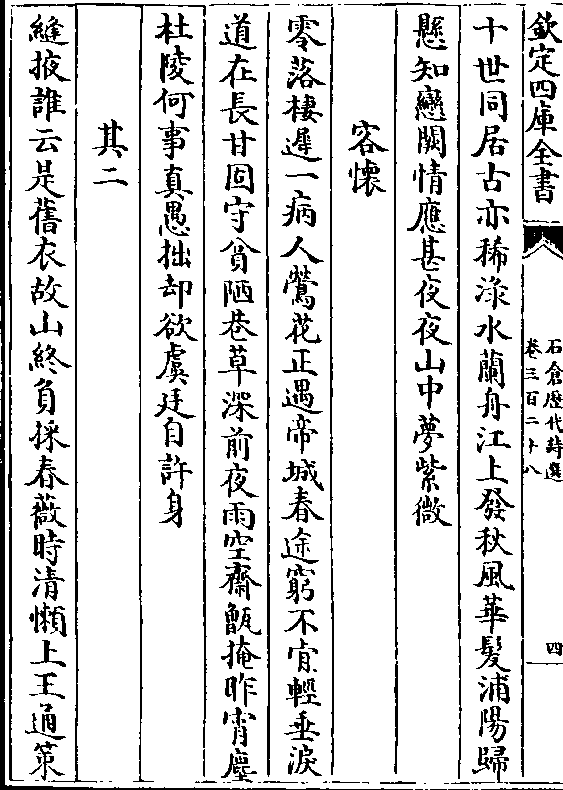 欽定四庫全書
石倉歷代詩選
卷三百二十八
四
十世同居古亦稀渌水蘭舟江上發秋風華髮浦陽歸
懸知戀闕情應甚夜夜山中夢紫微
客懷
零落棲遲一病人鶯花正遇帝城春途窮不肻輕垂淚
道在長甘固守貧陋巷草深前夜雨空齋甑掩昨宵塵
杜陵何事真愚拙却欲虞廷自許身
其二
縫掖誰云是舊衣故山終負採春薇時清懶上王通策